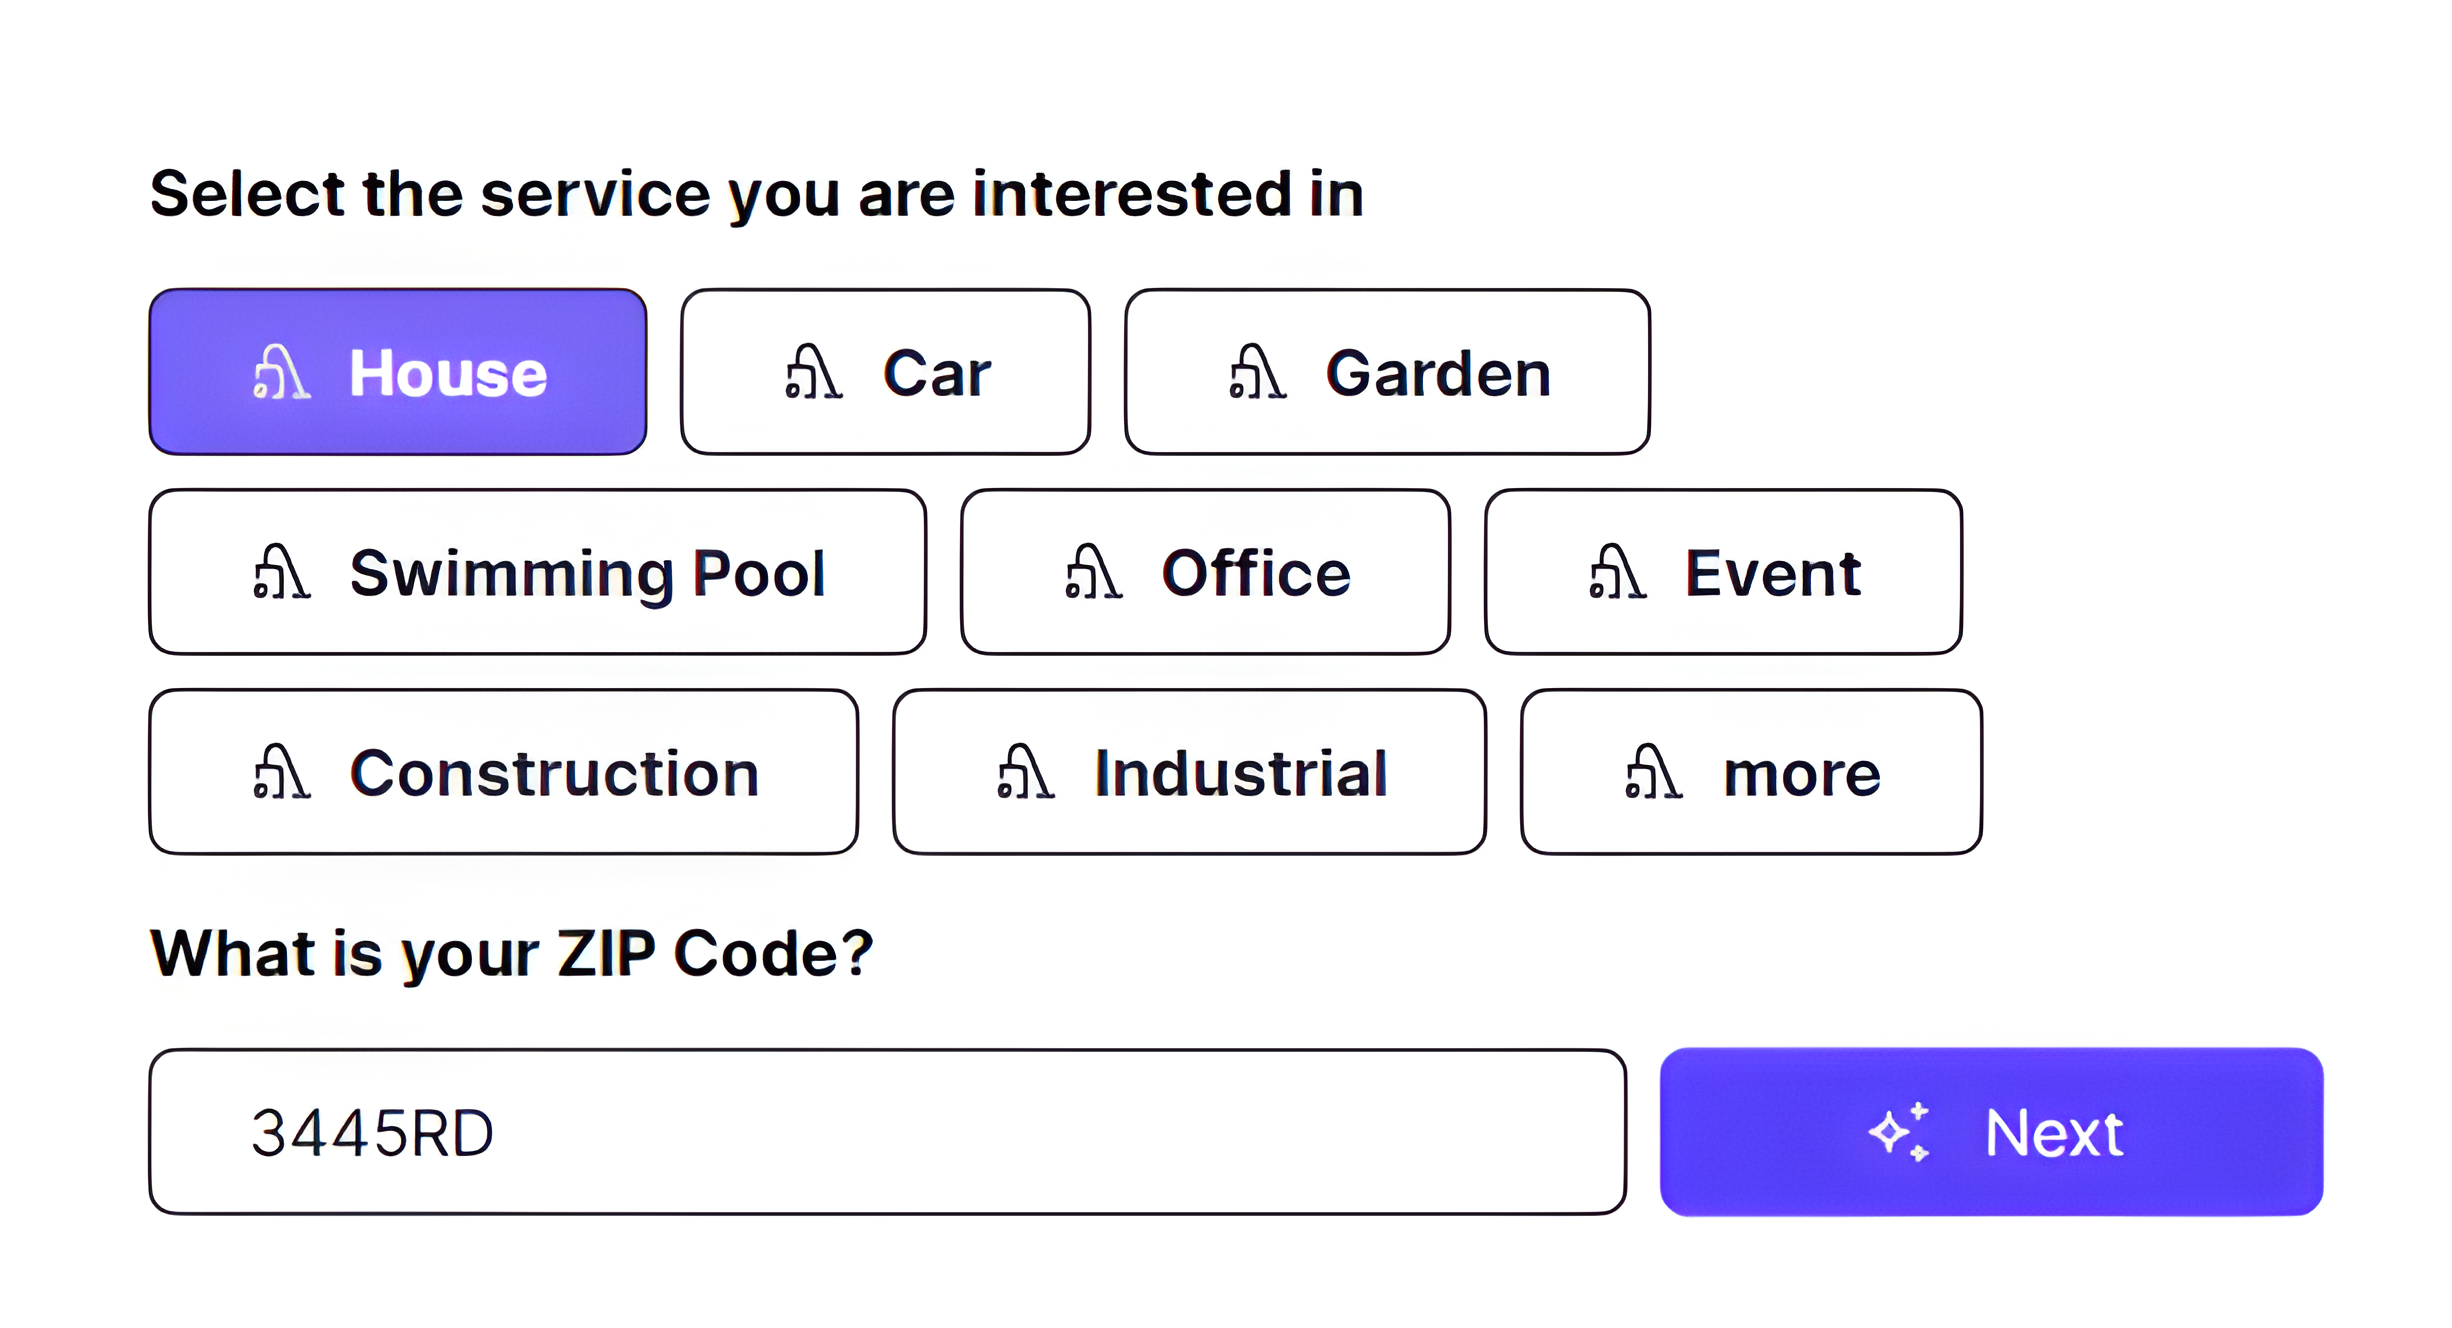 Select the service you are interested in
House Car Garden
Swimming Pool Office Event
Construction Industrial more
What is your ZIP Code?
3445RD Next